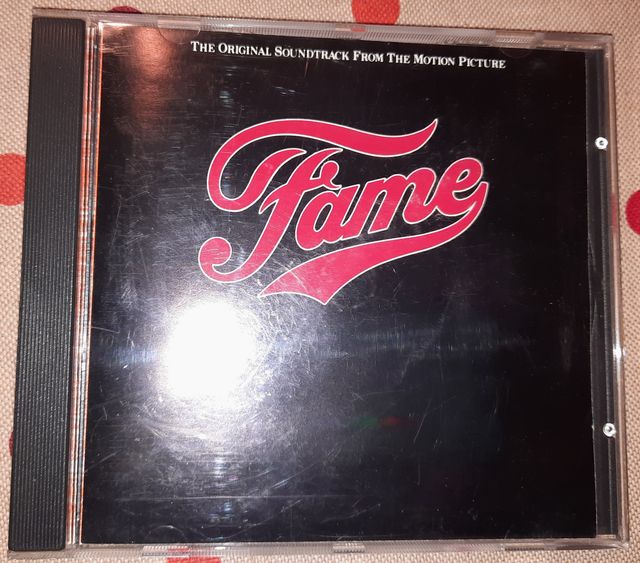 THE ORIGINAL SOUNDTRACK FROM THE MOTION PICTURE
Fame